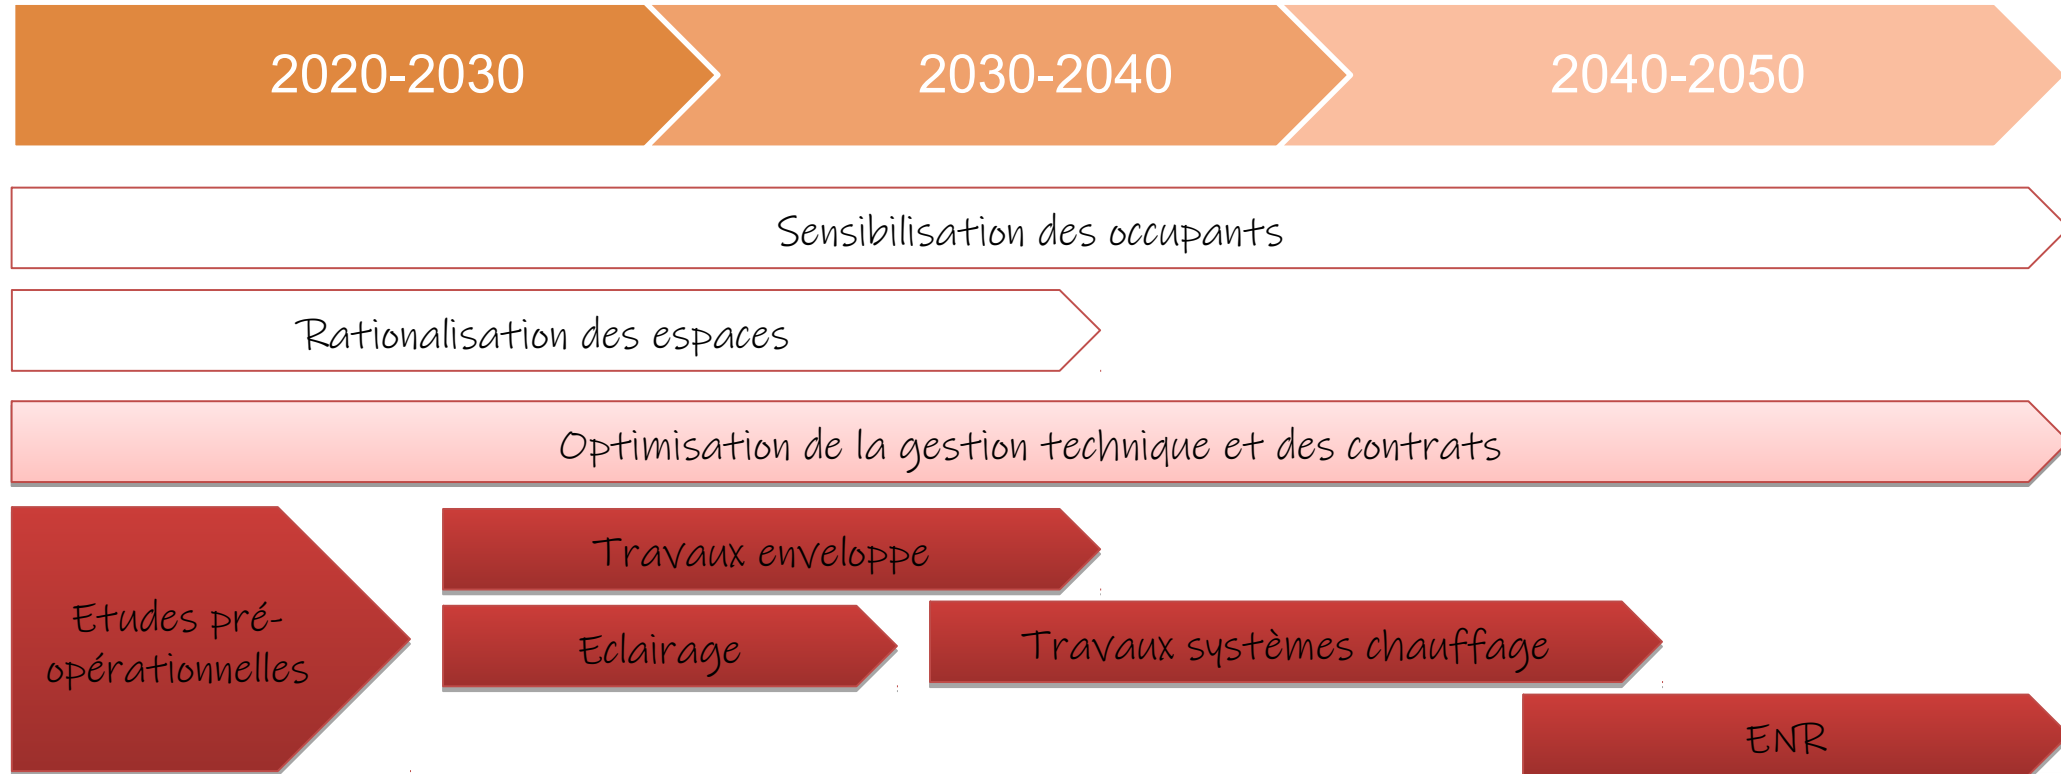 2020-2030
2030-2040
2040-2050
Sensibilisation des occupants
Rationalisation des espaces
Optimisation de la gestion technique et des contrats
Etudes pré-
opérationnelles
Travaux enveloppe
Eclairage
Travaux systèmes chauffage
ENR